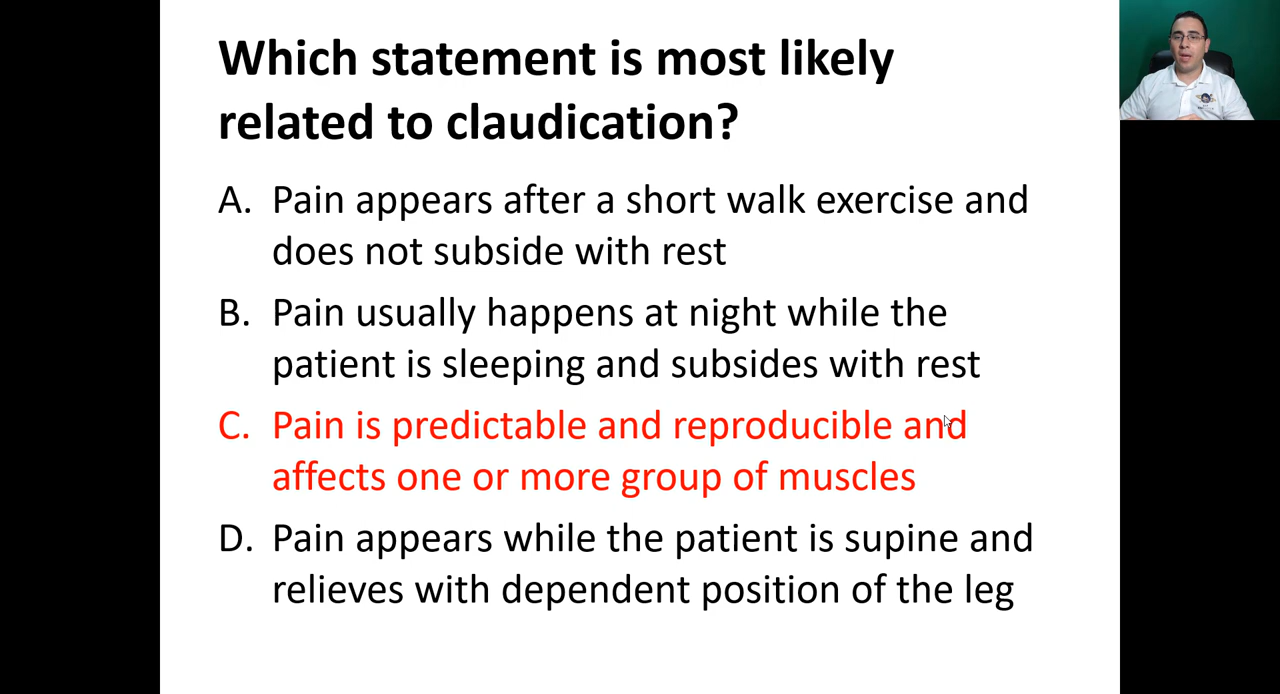 Which statement is most likely
related to claudication?
A. Pain appears after a short walk exercise and
does not subside with rest
B. Pain usually happens at night while the
patient is sleeping and subsides with rest
C. Pain is predictable and reproducible and
affects one or more group of muscles
D. Pain appears while the patient is supine and
relieves with dependent position of the leg